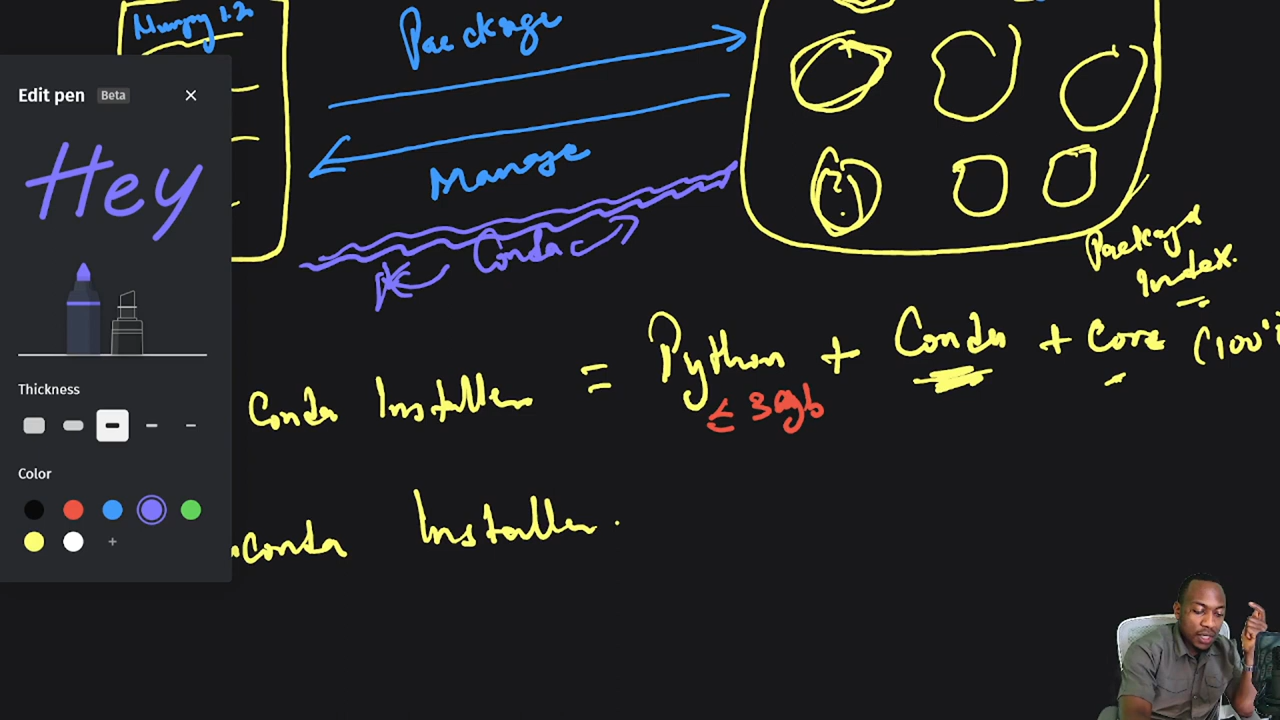 Numpy 1.20
Package
Edit pen Beta
Hey
Manage
Conda
Package
Index.
Conda Installer = Python + Conda + core (100'
≤ 3gb
Thickness
Color
conda Installer.